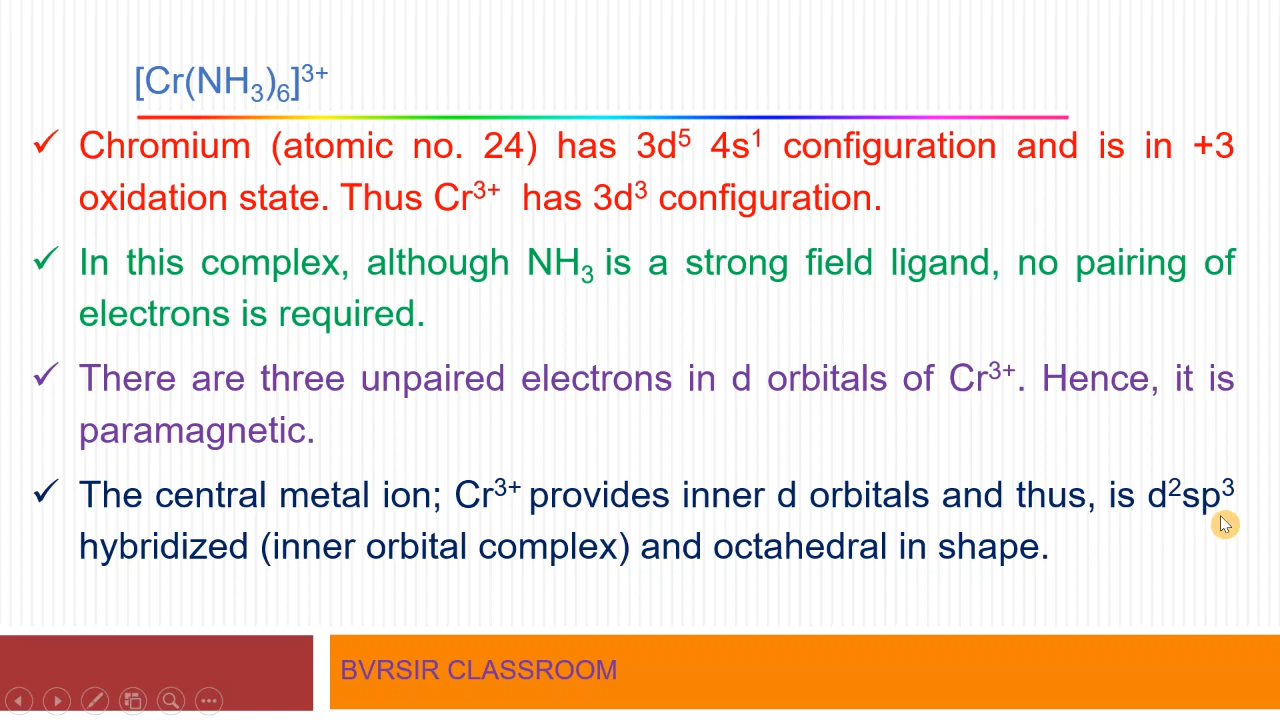 [Cr(NH₃)₆]³⁺
✓ Chromium (atomic no. 24) has 3d⁵ 4s¹ configuration and is in +3
oxidation state. Thus Cr³⁺ has 3d³ configuration.
✓ In this complex, although NH₃ is a strong field ligand, no pairing of
electrons is required.
✓ There are three unpaired electrons in d orbitals of Cr³⁺. Hence, it is
paramagnetic.
✓ The central metal ion; Cr³⁺ provides inner d orbitals and thus, is d²sp³
hybridized (inner orbital complex) and octahedral in shape.
BVRSIR CLASSROOM